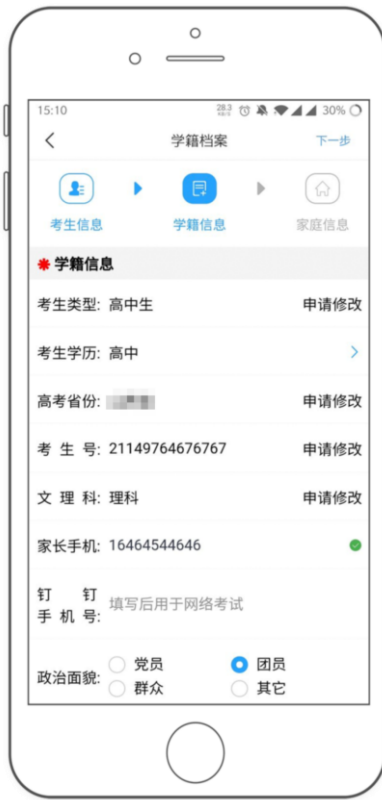 15:10 28.3 KB/S 30%
学籍档案 下一步
考生信息 学籍信息 家庭信息
✱ 学籍信息
考生类型: 高中生 申请修改
考生学历: 高中
高考省份: 申请修改
考 生 号: 21149764676767 申请修改
文 理 科: 理科 申请修改
家长手机: 16464544646
钉 钉
手 机 号: 填写后用于网络考试
政治面貌: 党员 团员
群众 其它